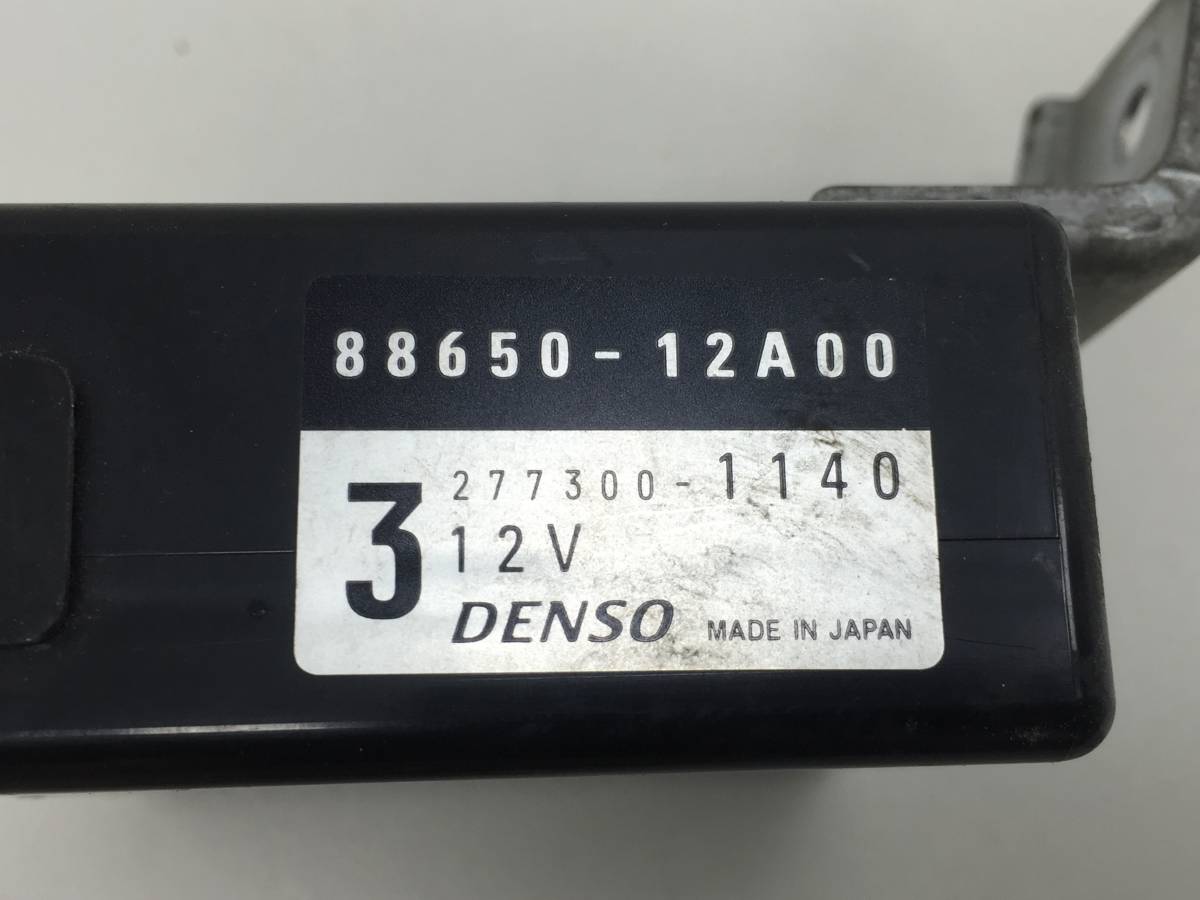 88650-12A00
3 277300-1140
12V
DENSO MADE IN JAPAN